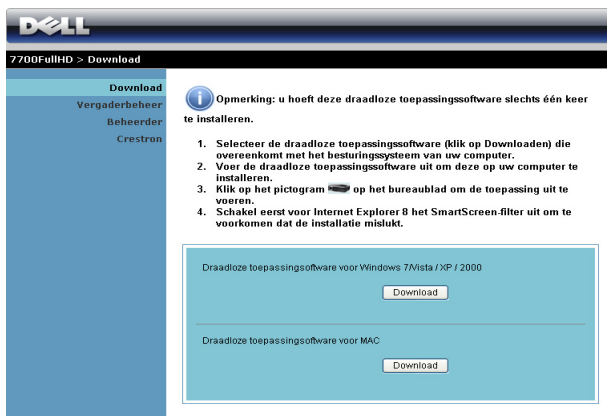 DELL
7700FullHD > Download
Download
Vergaderbeheer
Beheerder
Crestron
Opmerking: u hoeft deze draadloze toepassingssoftware slechts één keer
te installeren.
1. Selecteer de draadloze toepassingssoftware (klik op Downloaden) die
overeenkomt met het besturingssysteem van uw computer.
2. Voer de draadloze toepassingssoftware uit om deze op uw computer te
installeren.
3. Klik op het pictogram op het bureaublad om de toepassing uit te
voeren.
4. Schakel eerst voor Internet Explorer 8 het SmartScreen-filter uit om te
voorkomen dat de installatie mislukt.
Draadloze toepassingsoftware voor Windows 7/Vista / XP / 2000
Download
Draadloze toepassingsoftware voor MAC
Download